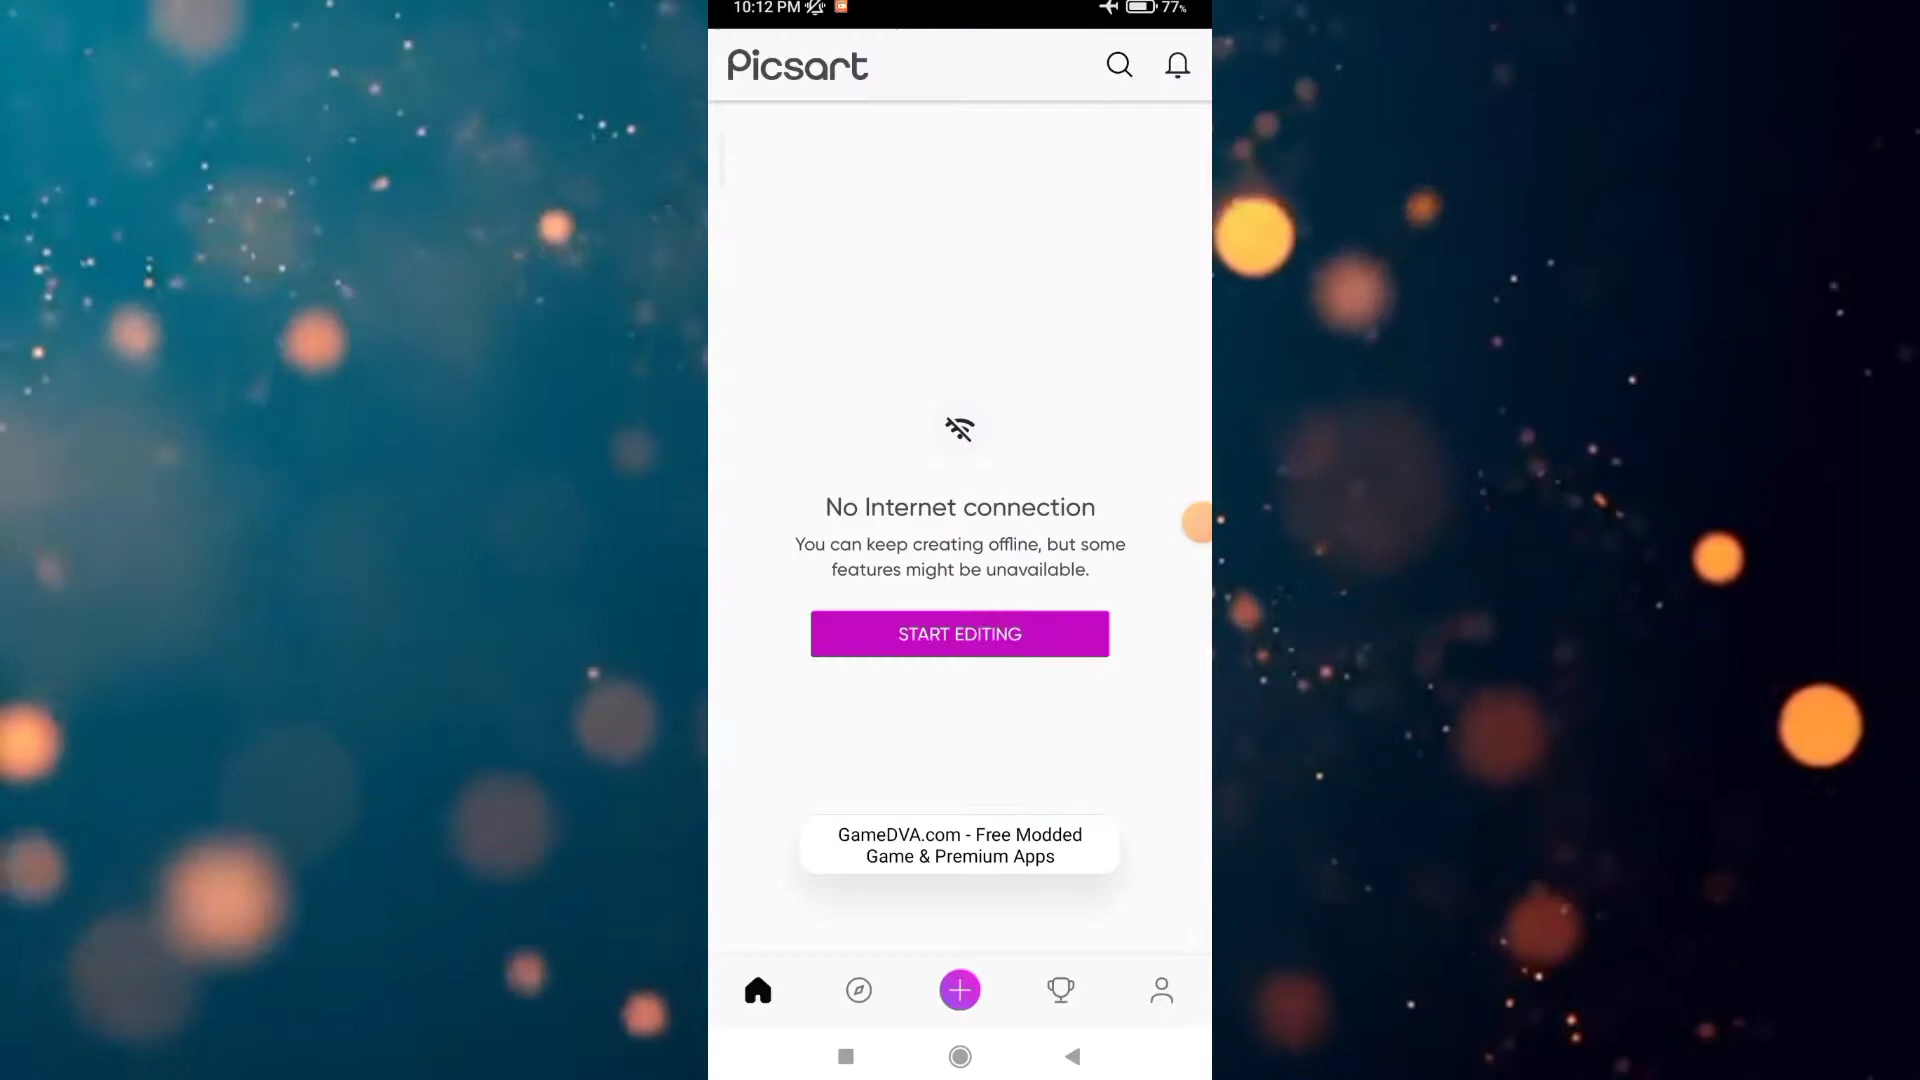 10:12 PM
77%
Picsart
No Internet connection
You can keep creating offline, but some
features might be unavailable.
START EDITING
GameDVA.com - Free Modded
Game & Premium Apps